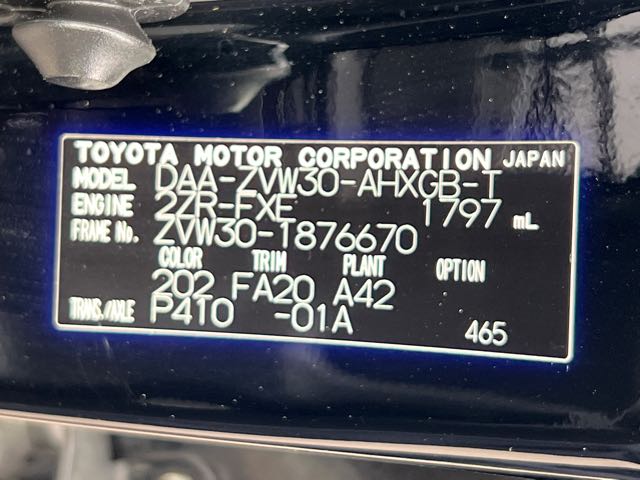 TOYOTA MOTOR CORPORATION JAPAN
MODEL DAA-ZVW30-AHXGB-T
ENGINE 2ZR-FXE 1797 mL
FRAME No. ZVW30-1876670
COLOR TRIM PLANT OPTION
202 FA20 A42
TRANS./AXLE P410 -01A 465